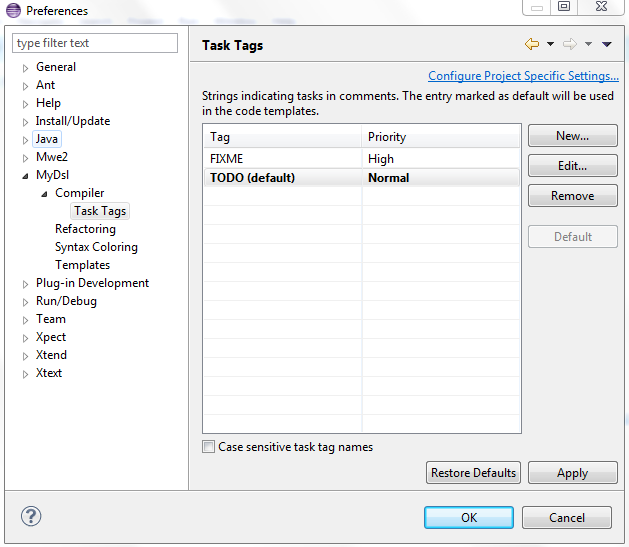 Preferences
type filter text
General
Ant
Help
Install/Update
Java
Mwe2
MyDsl
Compiler
Task Tags
Refactoring
Syntax Coloring
Templates
Plug-in Development
Run/Debug
Team
Xpect
Xtend
Xtext
Task Tags
Configure Project Specific Settings...
Strings indicating tasks in comments. The entry marked as default will be used
in the code templates.
Tag Priority
FIXME High
TODO (default) Normal
New...
Edit...
Remove
Default
Case sensitive task tag names
Restore Defaults Apply
OK Cancel